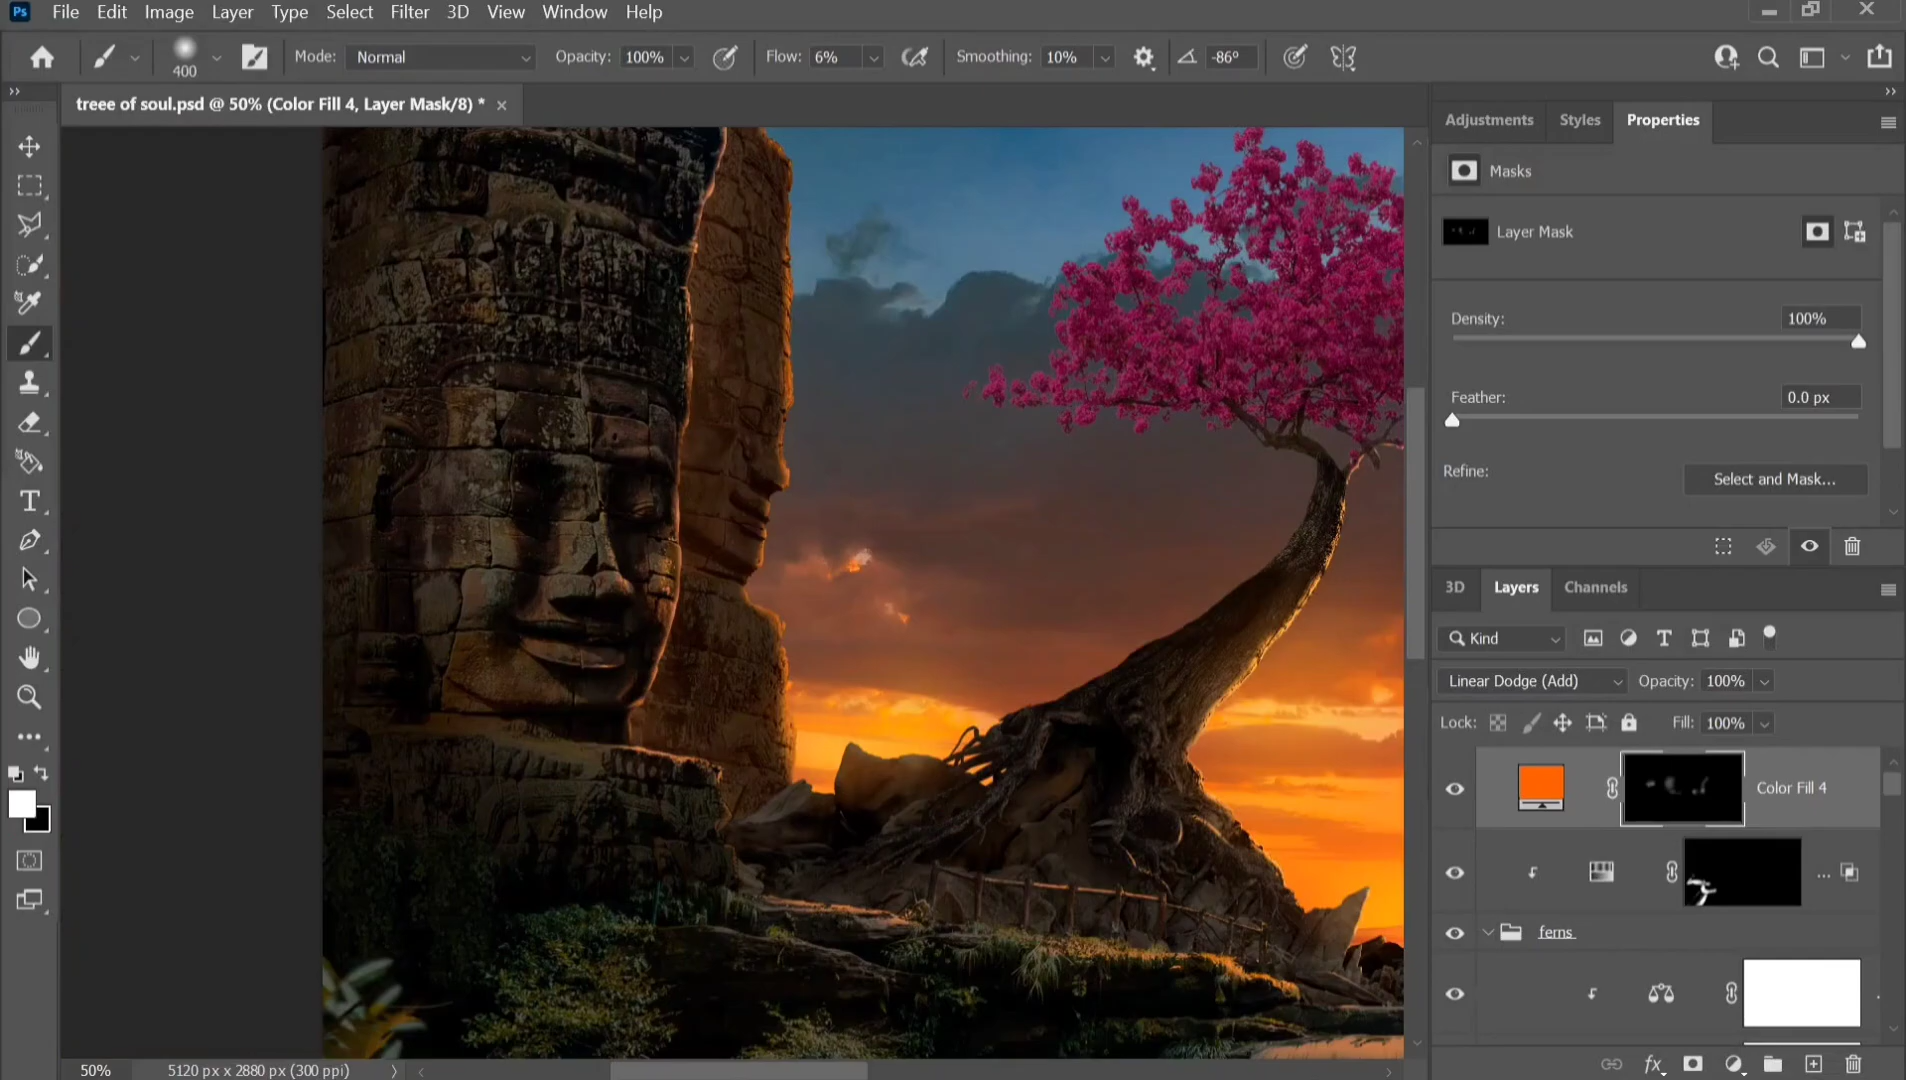 Ps File Edit Image Layer Type Select Filter 3D View Window Help
400 Mode: Normal Opacity: 100% Flow: 6% Smoothing: 10% -86°
treee of soul.psd @ 50% (Color Fill 4, Layer Mask/8) *
Adjustments Styles Properties
Masks
Layer Mask
Density: 100%
Feather: 0.0 px
Refine: Select and Mask...
3D Layers Channels
Kind
Linear Dodge (Add) Opacity: 100%
Lock: Fill: 100%
Color Fill 4
...
ferns
50% 5120 px x 2880 px (300 ppi)
fx